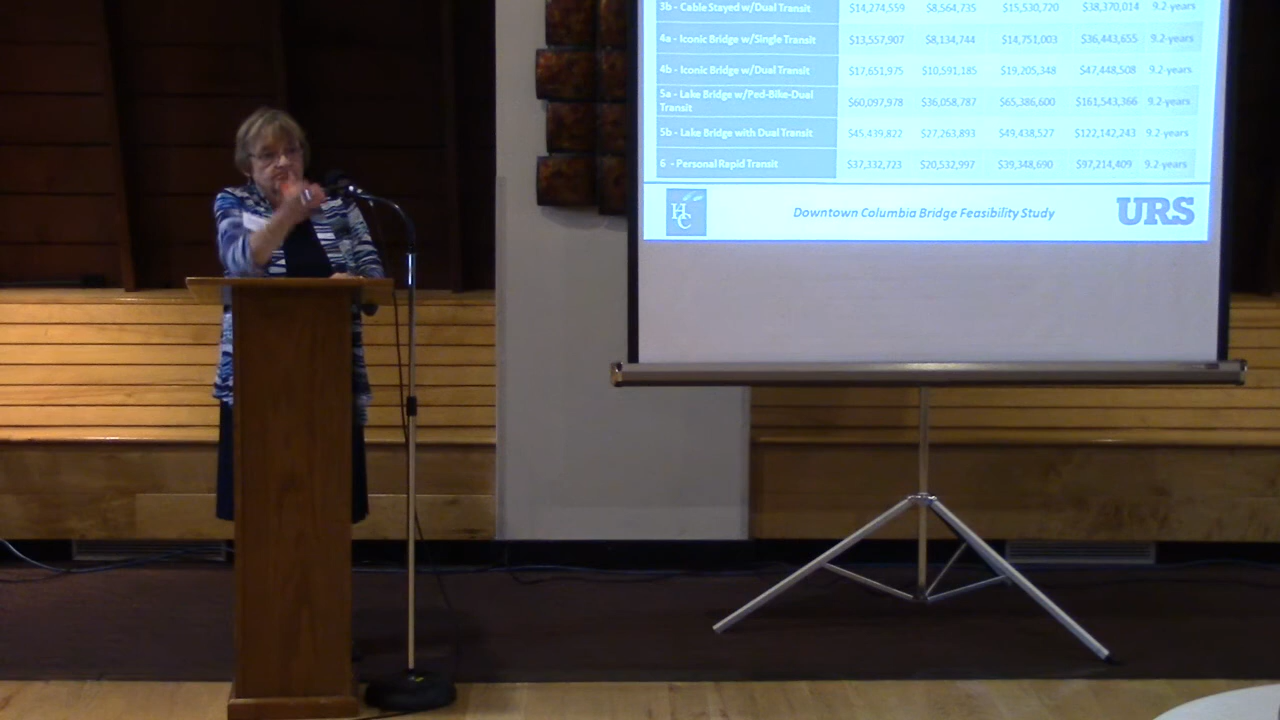 3b - Cable Stayed w/Dual Transit $14,274,559 $8,564,735 $15,530,720 $38,370,014 9.2 years
4a - Iconic Bridge w/Single Transit $13,557,907 $8,134,744 $14,751,003 $36,443,655 9.2-years
4b - Iconic Bridge w/Dual Transit $17,651,975 $10,591,185 $19,205,348 $47,448,508 9.2-years
5a - Lake Bridge w/Ped-Bike-Dual
Transit $60,097,978 $36,058,787 $65,386,600 $161,543,366 9.2-years
5b - Lake Bridge with Dual Transit $45,439,822 $27,263,893 $49,438,527 $122,142,243 9.2 years
6 - Personal Rapid Transit $37,332,723 $20,532,997 $39,348,690 $97,214,409 9.2-years
HC Downtown Columbia Bridge Feasibility Study URS